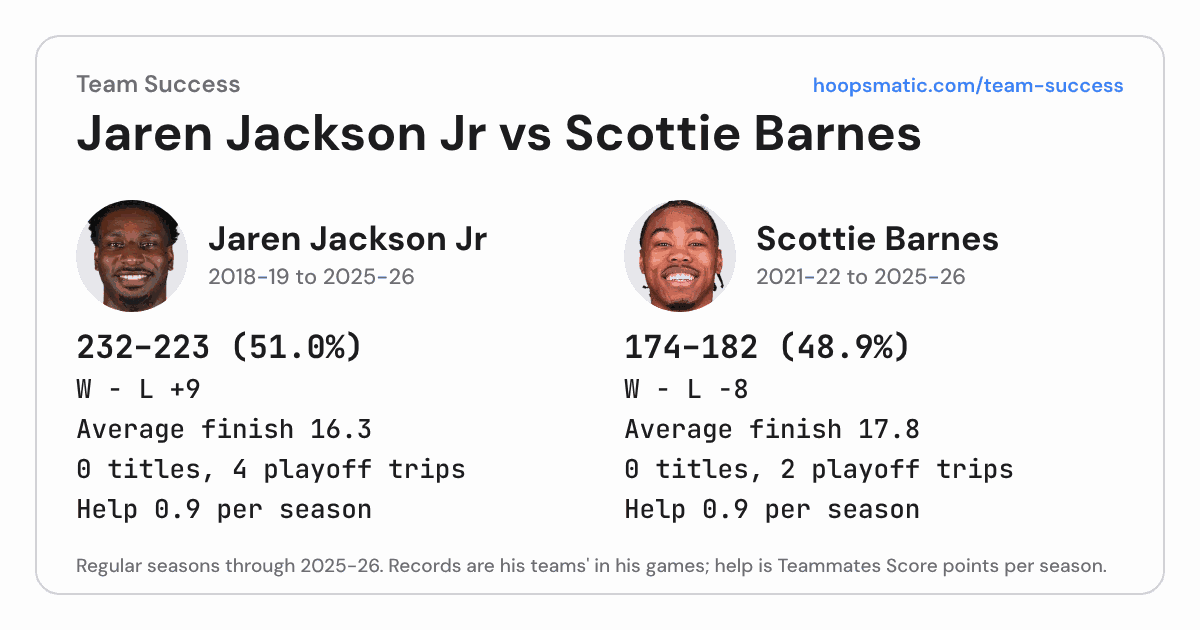 Team Success
hoopsmatic.com/team-success
Jaren Jackson Jr vs Scottie Barnes
Jaren Jackson Jr
2018–19 to 2025–26
232–223 (51.0%)
W - L +9
Average finish 16.3
0 titles, 4 playoff trips
Help 0.9 per season
Scottie Barnes
2021–22 to 2025–26
174–182 (48.9%)
W - L -8
Average finish 17.8
0 titles, 2 playoff trips
Help 0.9 per season
Regular seasons through 2025-26. Records are his teams' in his games; help is Teammates Score points per season.